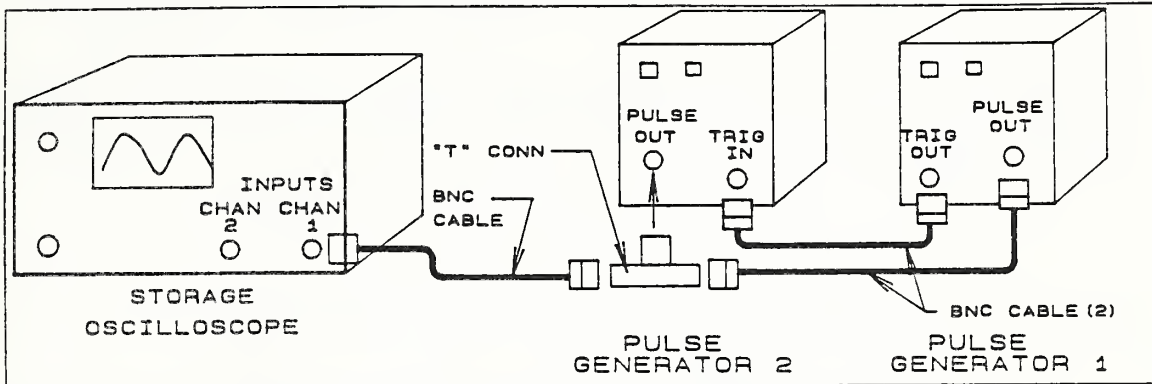 INPUTS
CHAN CHAN
2 1
STORAGE
OSCILLOSCOPE
"T" CONN
BNC
CABLE
PULSE
OUT
TRIG
IN
PULSE
GENERATOR 2
TRIG
OUT
PULSE
OUT
BNC CABLE (2)
PULSE
GENERATOR 1